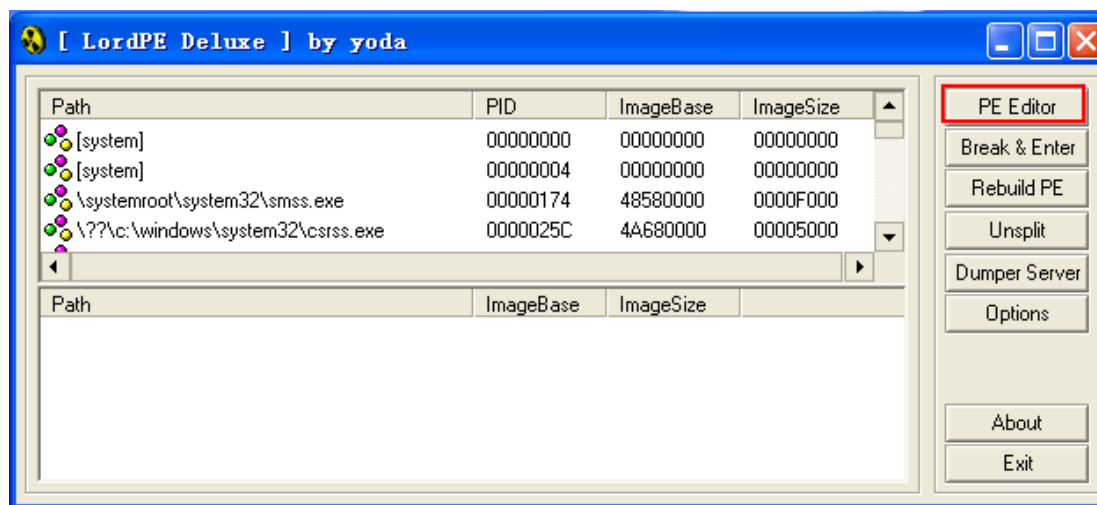 [ LordPE Deluxe ] by yoda
Path PID ImageBase ImageSize
[system] 00000000 00000000 00000000
[system] 00000004 00000000 00000000
\systemroot\system32\smss.exe 00000174 48580000 0000F000
\??\c:\windows\system32\csrss.exe 0000025C 4A680000 00005000
Path ImageBase ImageSize
PE Editor
Break & Enter
Rebuild PE
Unsplit
Dumper Server
Options
About
Exit